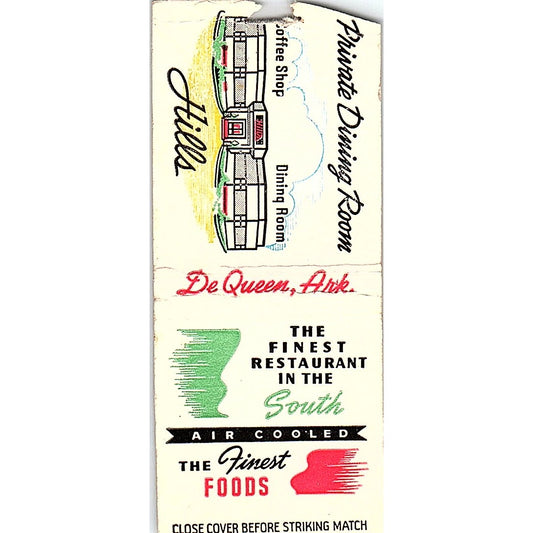 Private Dining Room
Coffee Shop
Dining Room
Hills
De Queen, Ark.
THE
FINEST
RESTAURANT
IN THE
South
AIR COOLED
THE Finest
FOODS
CLOSE COVER BEFORE STRIKING MATCH